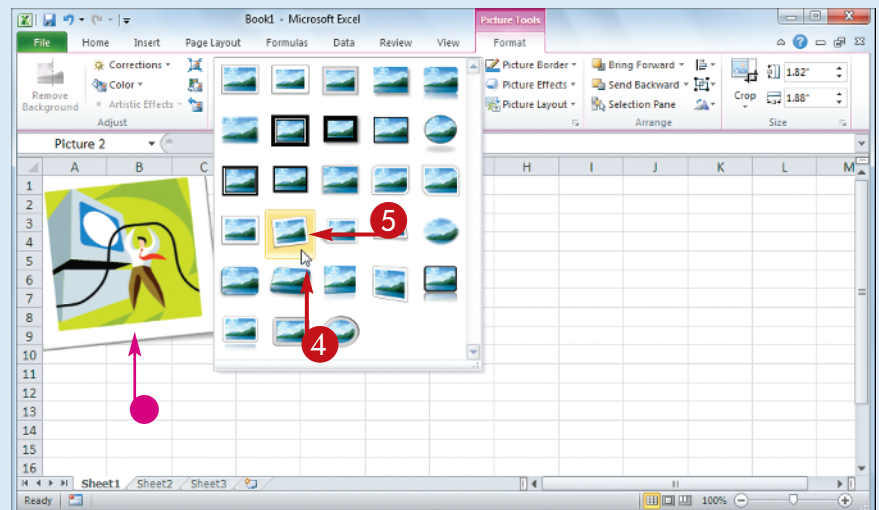 Book1 - Microsoft Excel
Picture Tools
File Home Insert Page Layout Formulas Data Review View Format
Remove Background
Corrections
Color
Artistic Effects
Adjust
Picture Border
Picture Effects
Picture Layout
Bring Forward
Send Backward
Selection Pane
Arrange
Crop
1.82"
1.88"
Size
Picture 2
A B C H I J K L M
1
2
3
4
5
6
7
8
9
10
11
12
13
14
15
16
5
4
Sheet1 Sheet2 Sheet3
Ready 100%